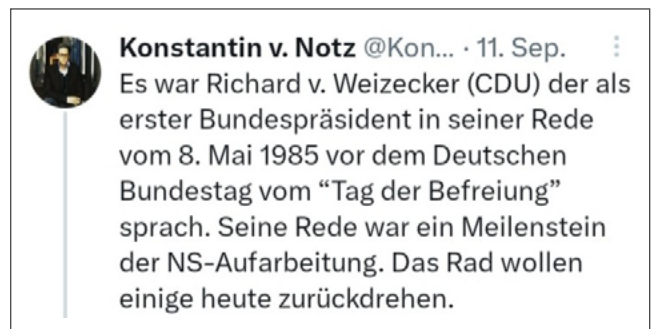 Konstantin v. Notz @Kon... · 11. Sep.
Es war Richard v. Weizecker (CDU) der als
erster Bundespräsident in seiner Rede
vom 8. Mai 1985 vor dem Deutschen
Bundestag vom “Tag der Befreiung”
sprach. Seine Rede war ein Meilenstein
der NS-Aufarbeitung. Das Rad wollen
einige heute zurückdrehen.